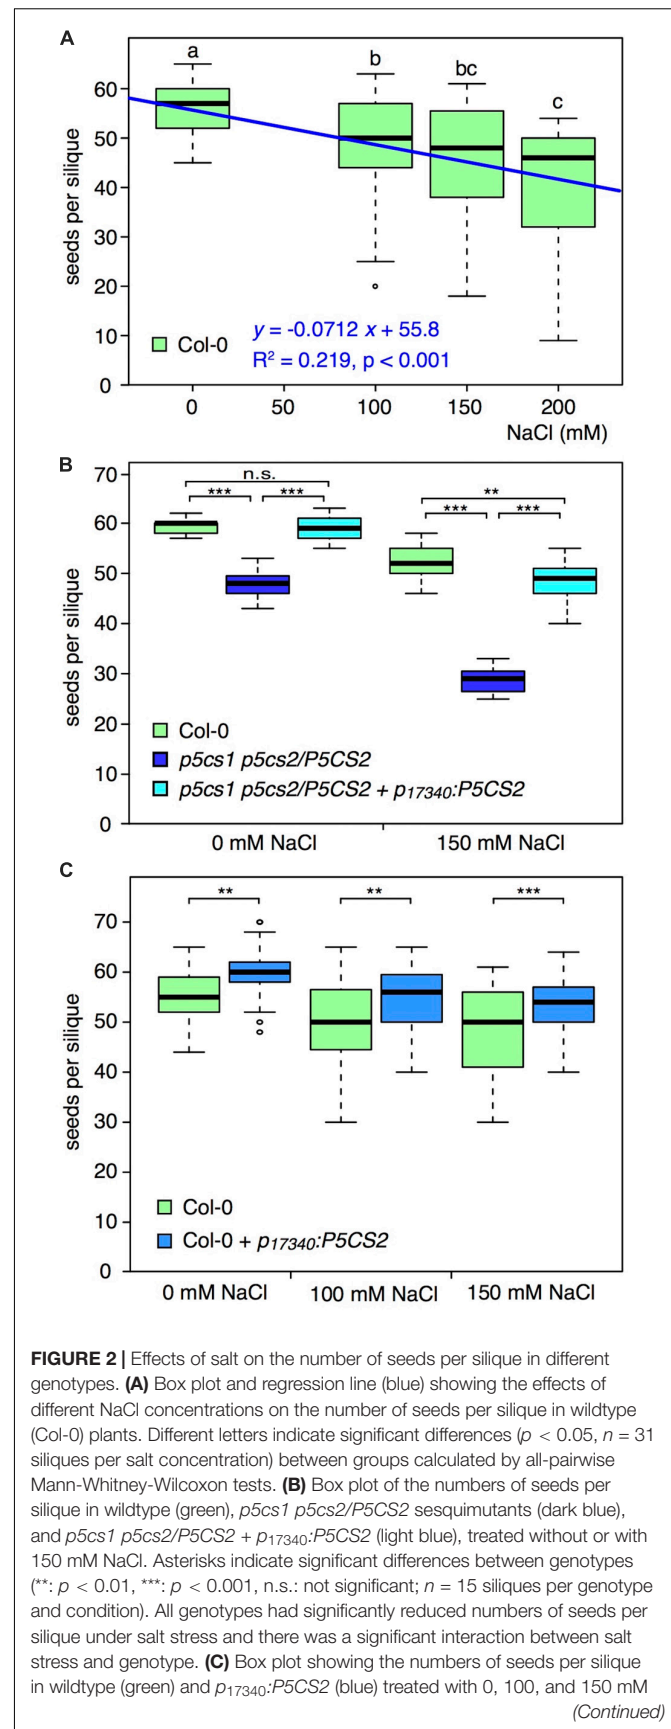 A
a
b
bc
c
60
50
40
30
20
10
0
seeds per silique
Col-0
y = -0.0712 x + 55.8
R² = 0.219, p < 0.001
0 50 100 150 200
NaCl (mM)
B
70
60
50
40
30
20
10
0
seeds per silique
n.s.
*** ***
**
*** ***
Col-0
p5cs1 p5cs2/P5CS2
p5cs1 p5cs2/P5CS2 + p₁₇₃₄₀:P5CS2
0 mM NaCl 150 mM NaCl
C
70
60
50
40
30
20
10
0
seeds per silique
** ** ***
Col-0
Col-0 + p₁₇₃₄₀:P5CS2
0 mM NaCl 100 mM NaCl 150 mM NaCl
FIGURE 2 | Effects of salt on the number of seeds per silique in different
genotypes. (A) Box plot and regression line (blue) showing the effects of
different NaCl concentrations on the number of seeds per silique in wildtype
(Col-0) plants. Different letters indicate significant differences (p < 0.05, n = 31
siliques per salt concentration) between groups calculated by all-pairwise
Mann-Whitney-Wilcoxon tests. (B) Box plot of the numbers of seeds per
silique in wildtype (green), p5cs1 p5cs2/P5CS2 sesquimutants (dark blue),
and p5cs1 p5cs2/P5CS2 + p₁₇₃₄₀:P5CS2 (light blue), treated without or with
150 mM NaCl. Asterisks indicate significant differences between genotypes
(**: p < 0.01, ***: p < 0.001, n.s.: not significant; n = 15 siliques per genotype
and condition). All genotypes had significantly reduced numbers of seeds per
silique under salt stress and there was a significant interaction between salt
stress and genotype. (C) Box plot showing the numbers of seeds per silique
in wildtype (green) and p₁₇₃₄₀:P5CS2 (blue) treated with 0, 100, and 150 mM
(Continued)